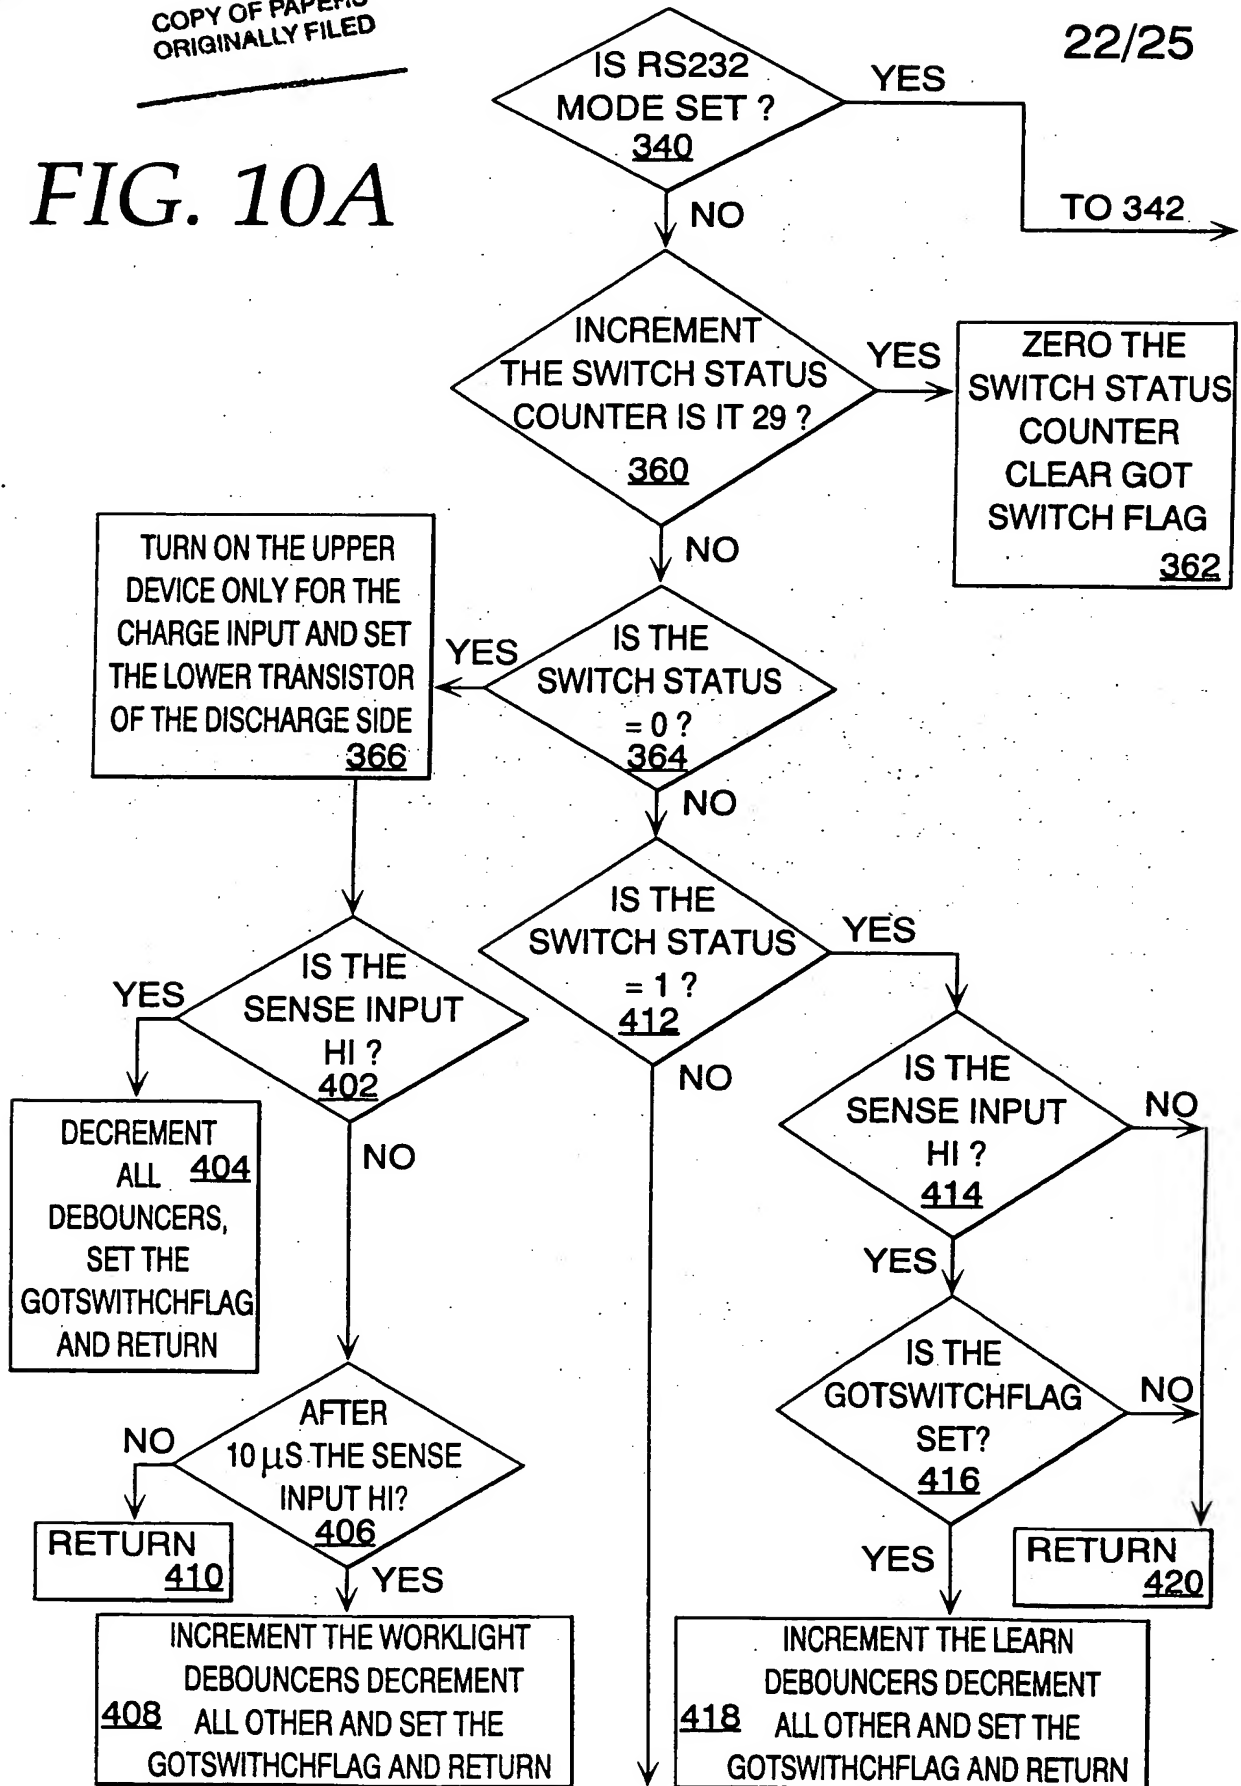 COPY OF PAPERS
ORIGINALLY FILED
22/25
FIG. 10A
IS RS232
MODE SET ?
340
YES
TO 342
NO
INCREMENT
THE SWITCH STATUS
COUNTER IS IT 29 ?
360
YES
ZERO THE
SWITCH STATUS
COUNTER
CLEAR GOT
SWITCH FLAG
362
NO
TURN ON THE UPPER
DEVICE ONLY FOR THE
CHARGE INPUT AND SET
THE LOWER TRANSISTOR
OF THE DISCHARGE SIDE
366
YES
IS THE
SWITCH STATUS
= 0 ?
364
NO
IS THE
SWITCH STATUS
= 1 ?
412
YES
NO
IS THE
SENSE INPUT
HI ?
402
YES
NO
DECREMENT
ALL 404
DEBOUNCERS,
SET THE
GOTSWITHCHFLAG
AND RETURN
IS THE
SENSE INPUT
HI ?
414
NO
YES
IS THE
GOTSWITCHFLAG
SET?
416
NO
YES
AFTER
10 µS THE SENSE
INPUT HI?
406
NO
YES
RETURN
410
RETURN
420
INCREMENT THE WORKLIGHT
DEBOUNCERS DECREMENT
408 ALL OTHER AND SET THE
GOTSWITHCHFLAG AND RETURN
INCREMENT THE LEARN
DEBOUNCERS DECREMENT
418 ALL OTHER AND SET THE
GOTSWITHCHFLAG AND RETURN